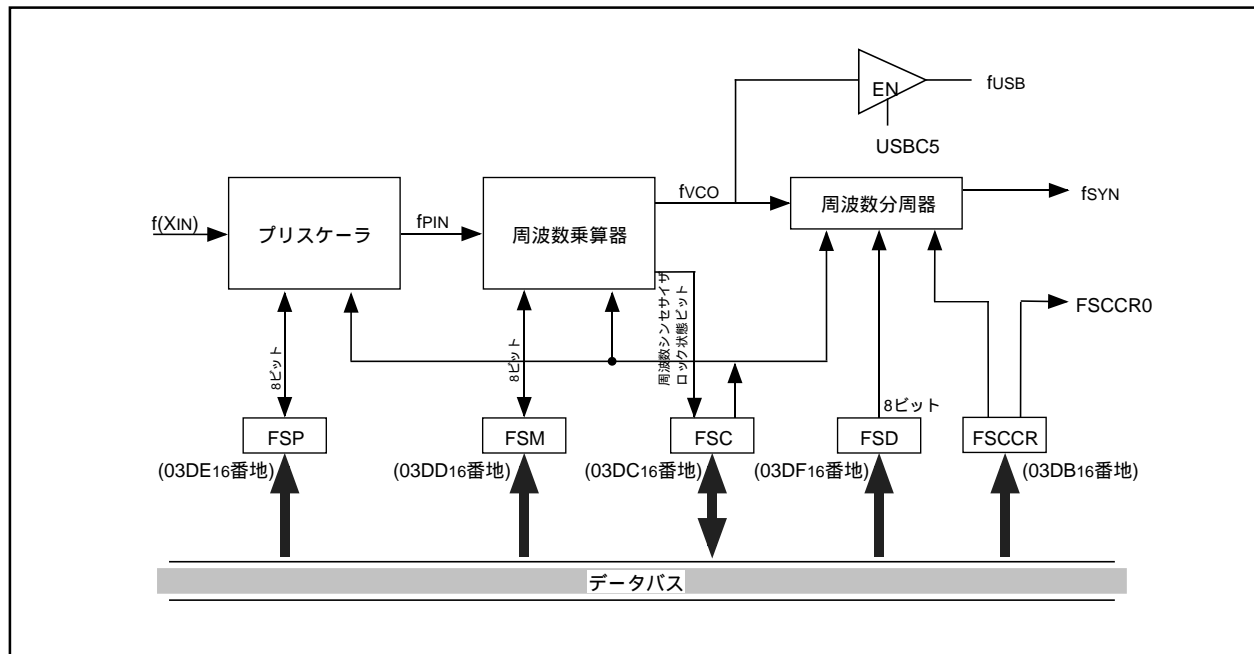 EN
fUSB
USBC5
f(XIN)
プリスケーラ
fPIN
周波数乗算器
fVCO
周波数分周器
fSYN
周波数シンセサイザ
ロック状態ビット
FSCCR0
8ビット
8ビット
8ビット
FSP
FSM
FSC
FSD
FSCCR
(03DE16番地)
(03DD16番地)
(03DC16番地)
(03DF16番地)
(03DB16番地)
データバス